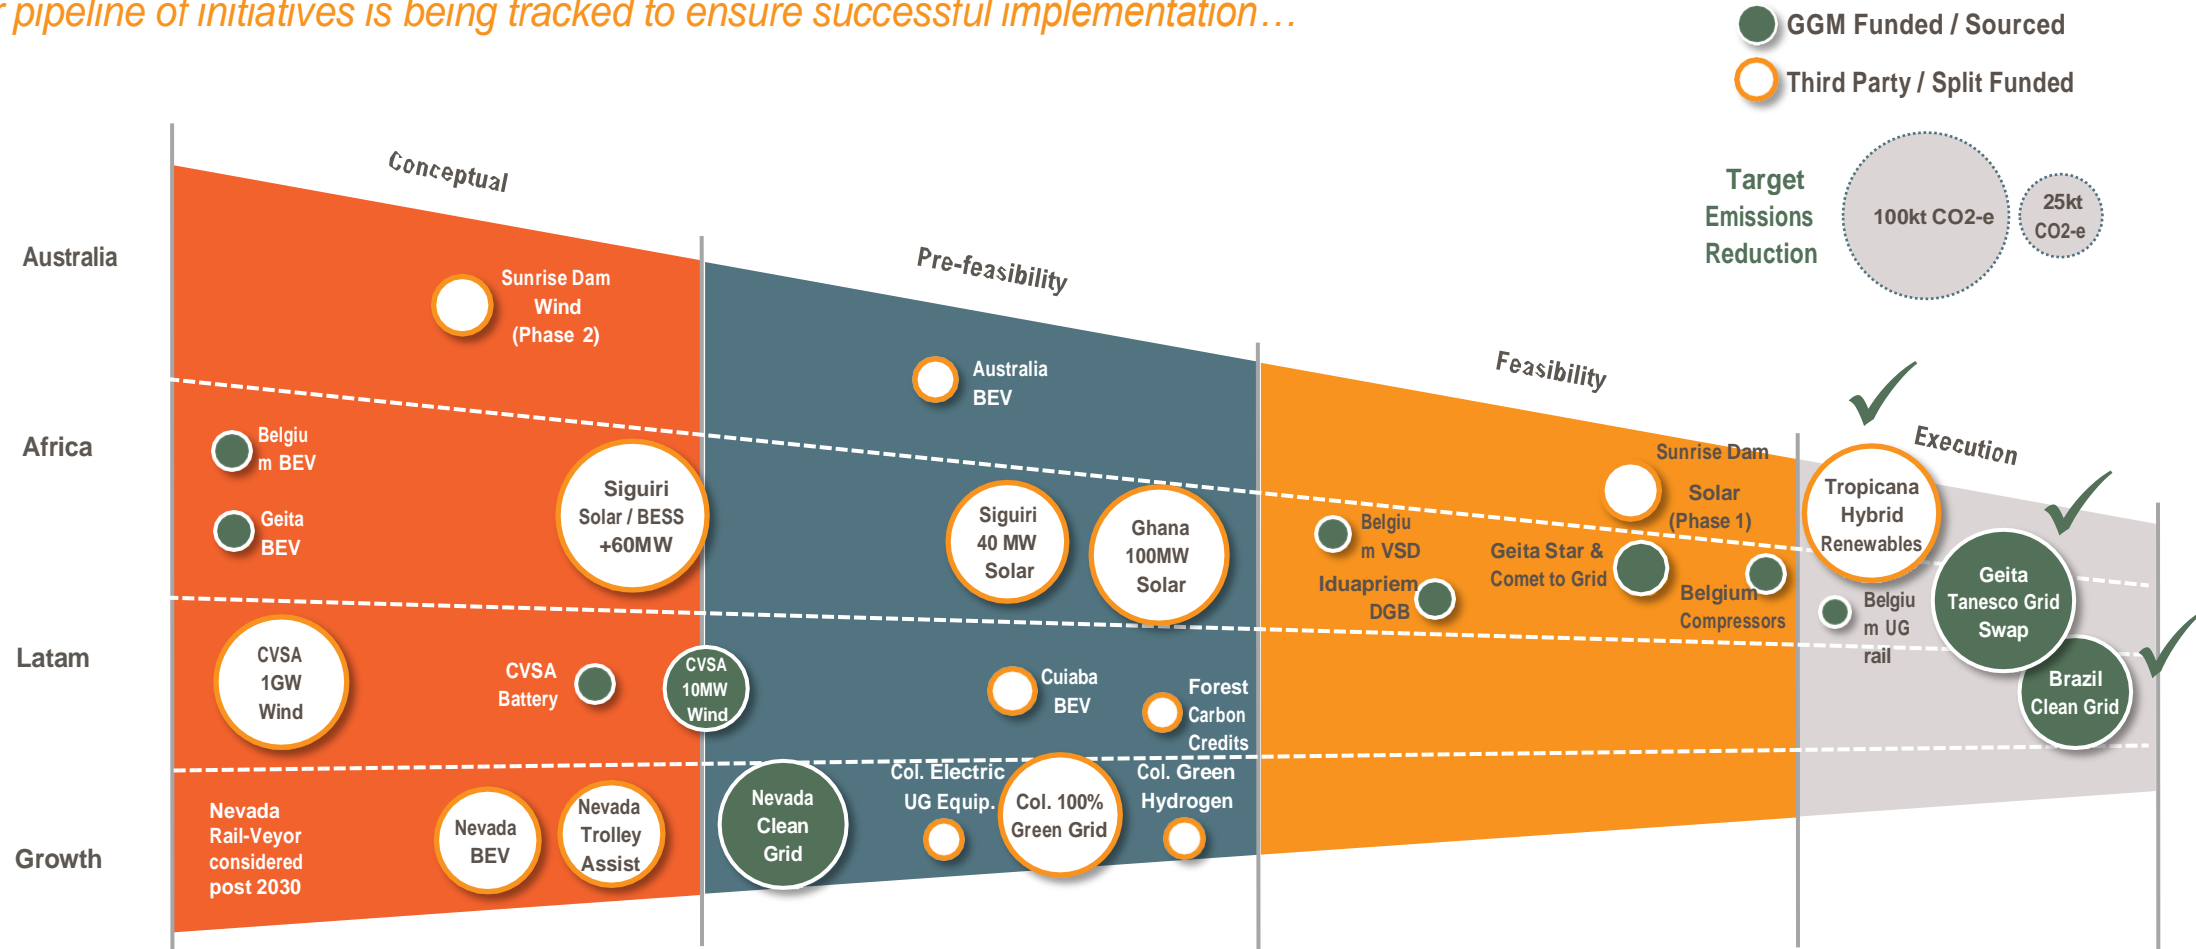 r pipeline of initiatives is being tracked to ensure successful implementation…
GGM Funded / Sourced
Third Party / Split Funded
Target
Emissions
Reduction
100kt CO2-e
25kt
CO2-e
Conceptual
Pre-feasibility
Feasibility
Execution
Australia
Sunrise Dam
Wind
(Phase 2)
Australia
BEV
Sunrise Dam
Solar
(Phase 1)
Tropicana
Hybrid
Renewables
Africa
Belgiu
m BEV
Geita
BEV
Siguiri
Solar / BESS
+60MW
Siguiri
40 MW
Solar
Ghana
100MW
Solar
Belgiu
m VSD
Iduapriem
DGB
Geita Star &
Comet to Grid
Belgium
Compressors
Belgiu
m UG
rail
Geita
Tanesco Grid
Swap
Latam
CVSA
1GW
Wind
CVSA
Battery
CVSA
10MW
Wind
Cuiaba
BEV
Forest
Carbon
Credits
Brazil
Clean Grid
Growth
Nevada
Rail-Veyor
considered
post 2030
Nevada
BEV
Nevada
Trolley
Assist
Nevada
Clean
Grid
Col. Electric
UG Equip.
Col. 100%
Green Grid
Col. Green
Hydrogen